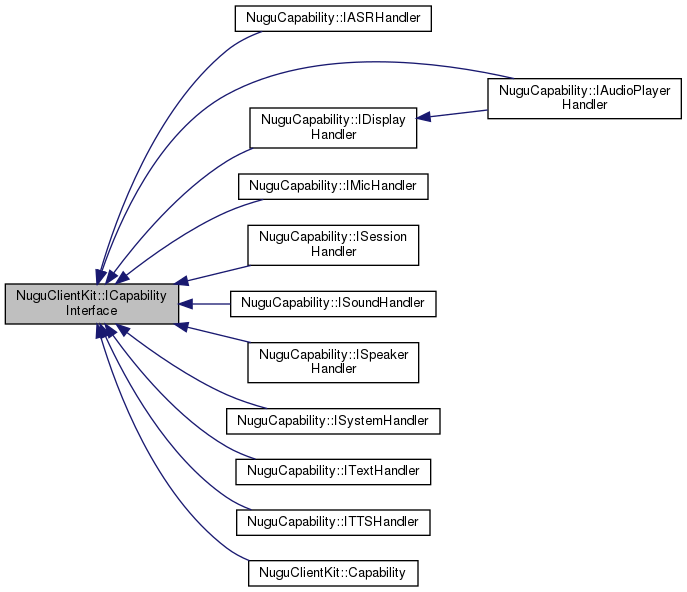 NuguCapability::IASRHandler
NuguCapability::IAudioPlayer
Handler
NuguCapability::IDisplay
Handler
NuguCapability::IMicHandler
NuguCapability::ISession
Handler
NuguClientKit::ICapability
Interface
NuguCapability::ISoundHandler
NuguCapability::ISpeaker
Handler
NuguCapability::ISystemHandler
NuguCapability::ITextHandler
NuguCapability::ITTSHandler
NuguClientKit::Capability